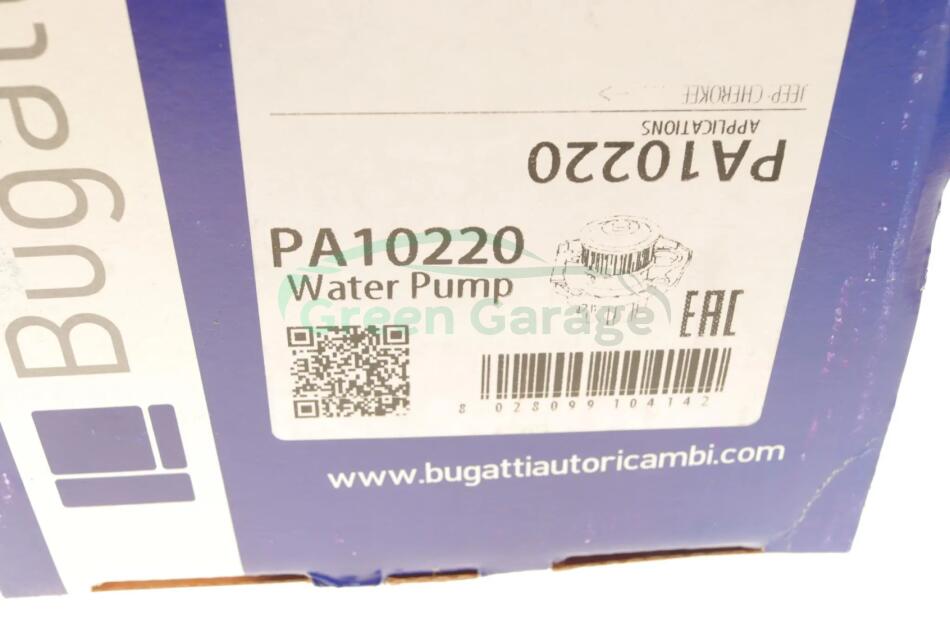 Bugatti
JEEP CHEROKEE ...-->
APPLICATIONS
PA10220
PA10220
Water Pump
Green Garage
EAC
8 028099 104142
www.bugattiautoricambi.com